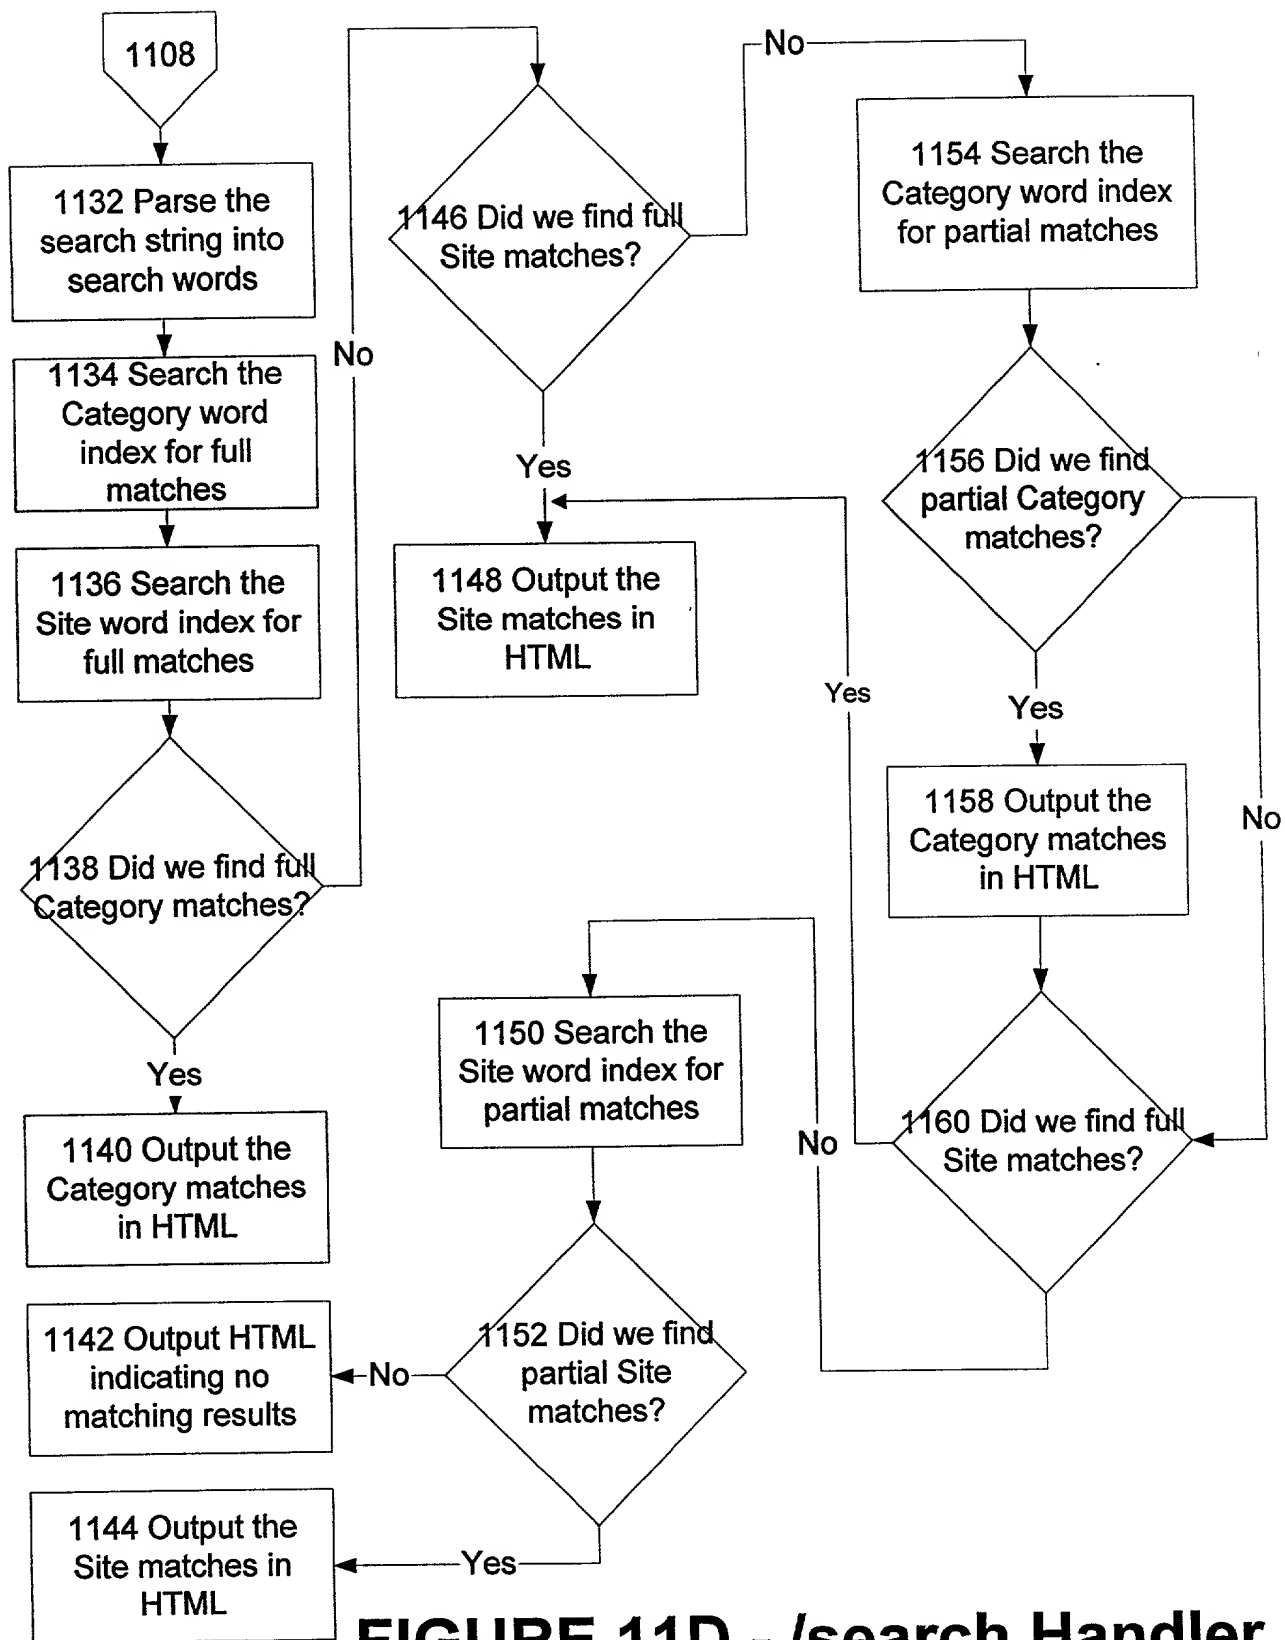 1108
1132 Parse the
search string into
search words
1134 Search the
Category word
index for full
matches
1136 Search the
Site word index for
full matches
1138 Did we find full
Category matches?
Yes
1140 Output the
Category matches
in HTML
1142 Output HTML
indicating no
matching results
1144 Output the
Site matches in
HTML
No
1146 Did we find full
Site matches?
Yes
1148 Output the
Site matches in
HTML
No
1154 Search the
Category word index
for partial matches
1156 Did we find
partial Category
matches?
Yes
No
1158 Output the
Category matches
in HTML
1160 Did we find full
Site matches?
Yes
No
1150 Search the
Site word index for
partial matches
1152 Did we find
partial Site
matches?
No
Yes
FIGURE 11D - /search Handler